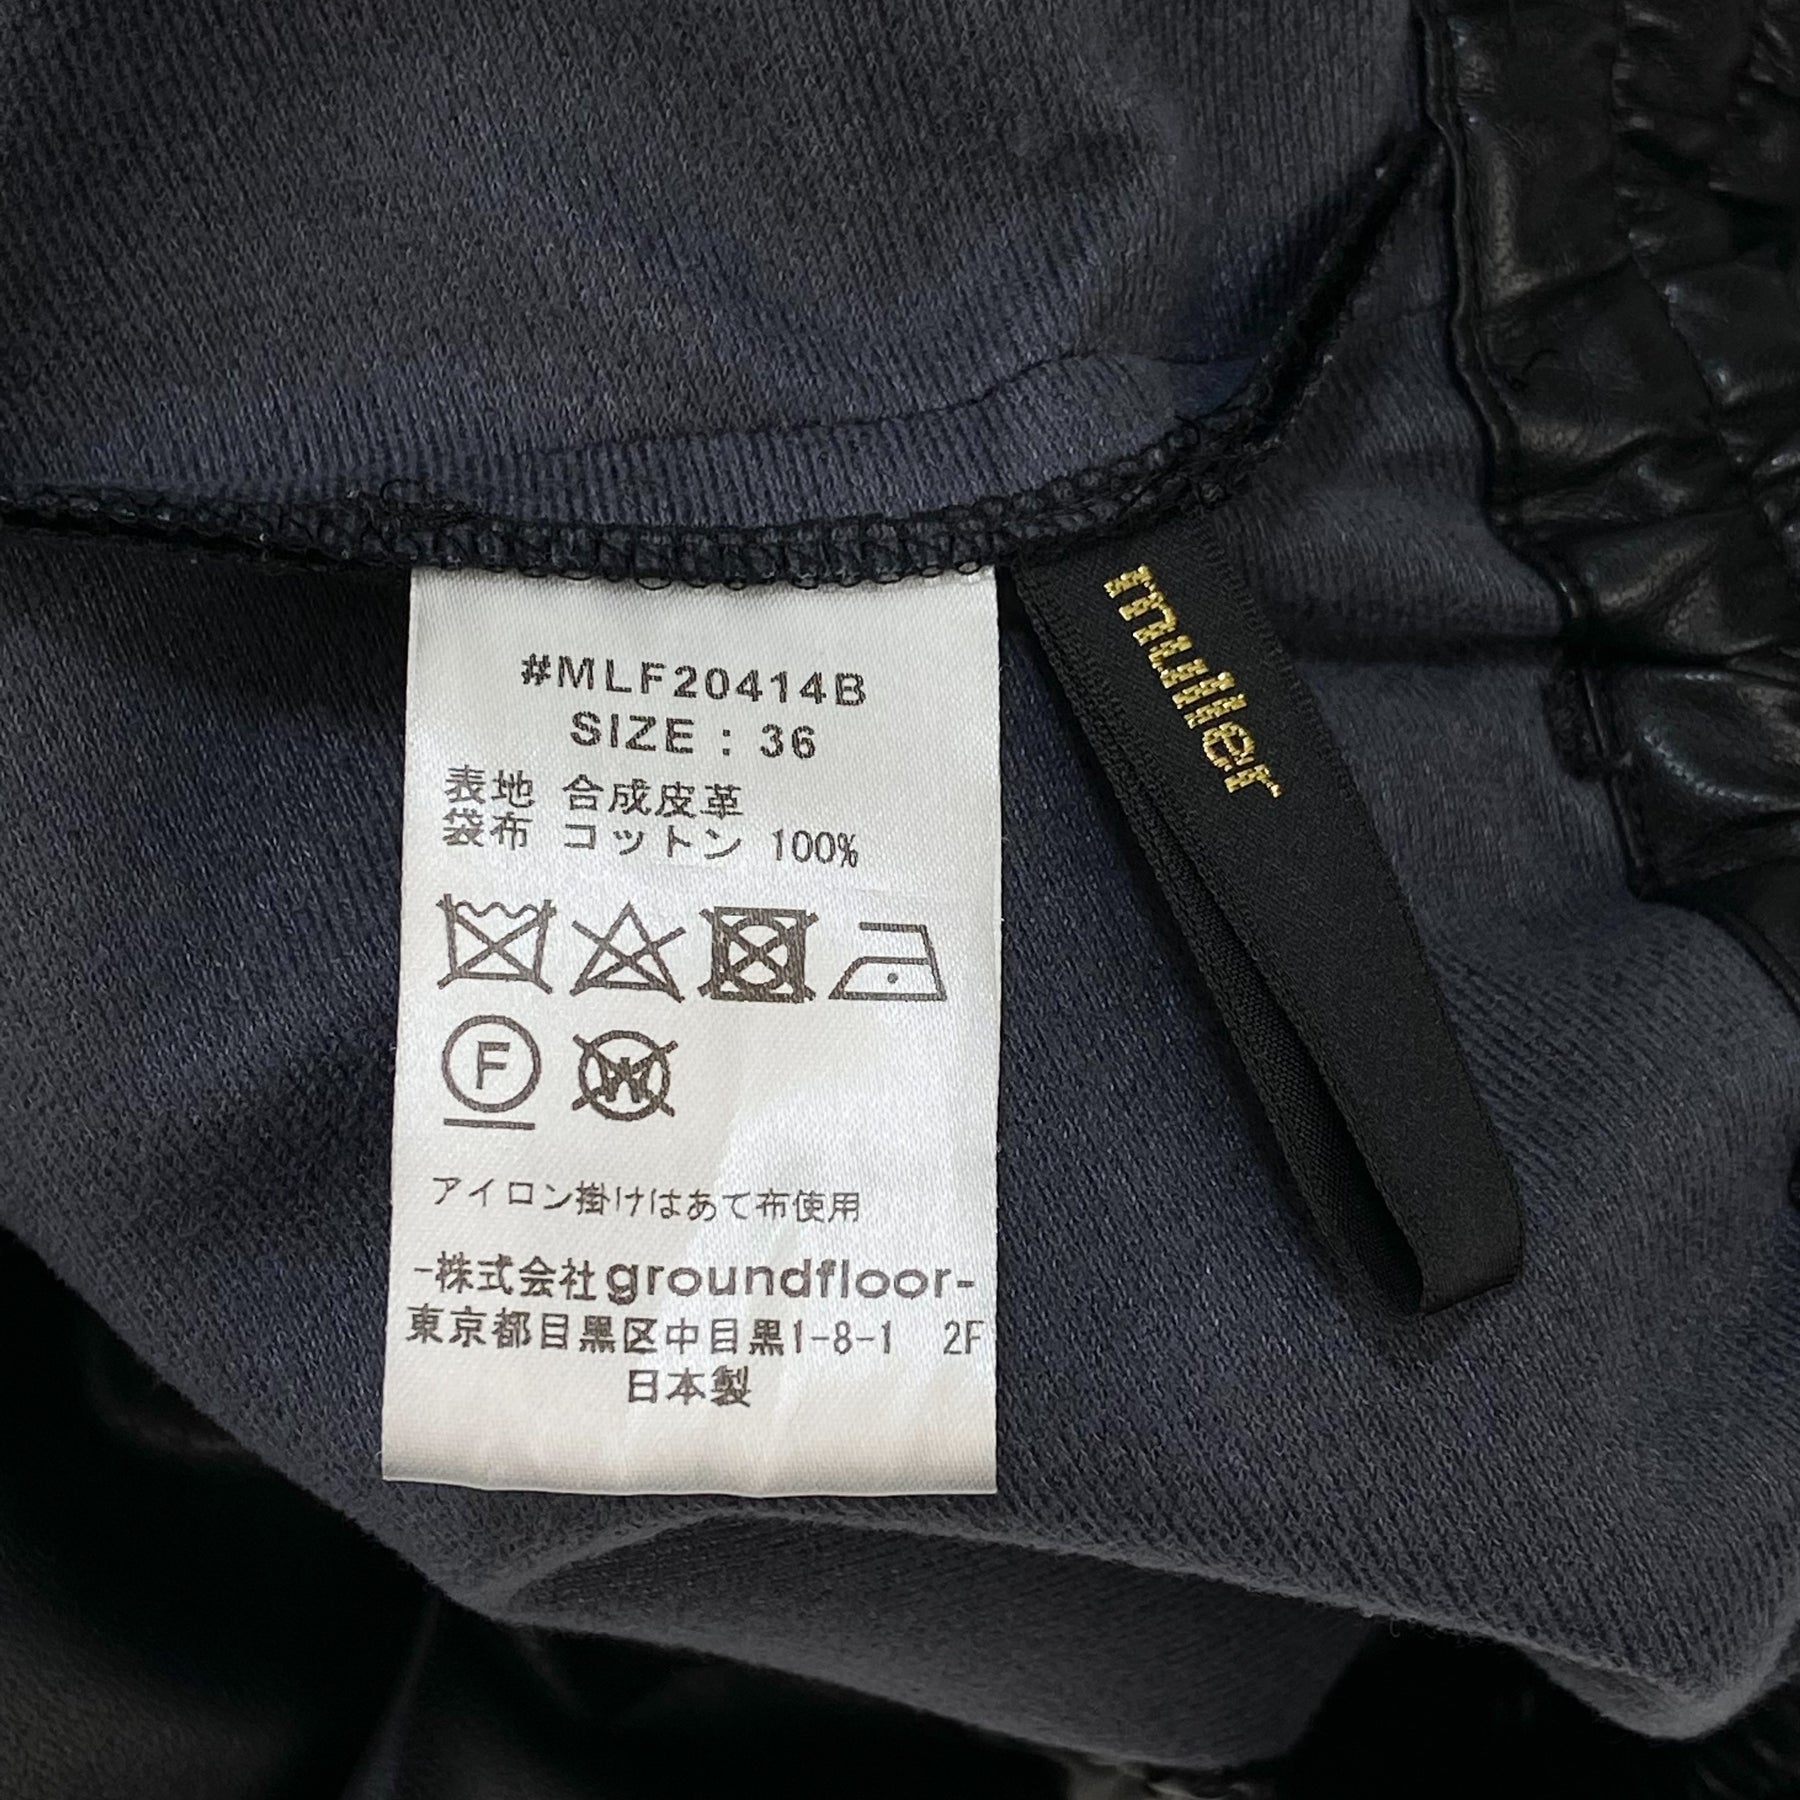 #MLF20414B
SIZE : 36
表地 合成皮革
袋布 コットン 100%
F
W
アイロン掛けはあて布使用
-株式会社groundfloor-
東京都目黒区中目黒1-8-1 2F
日本製
muller